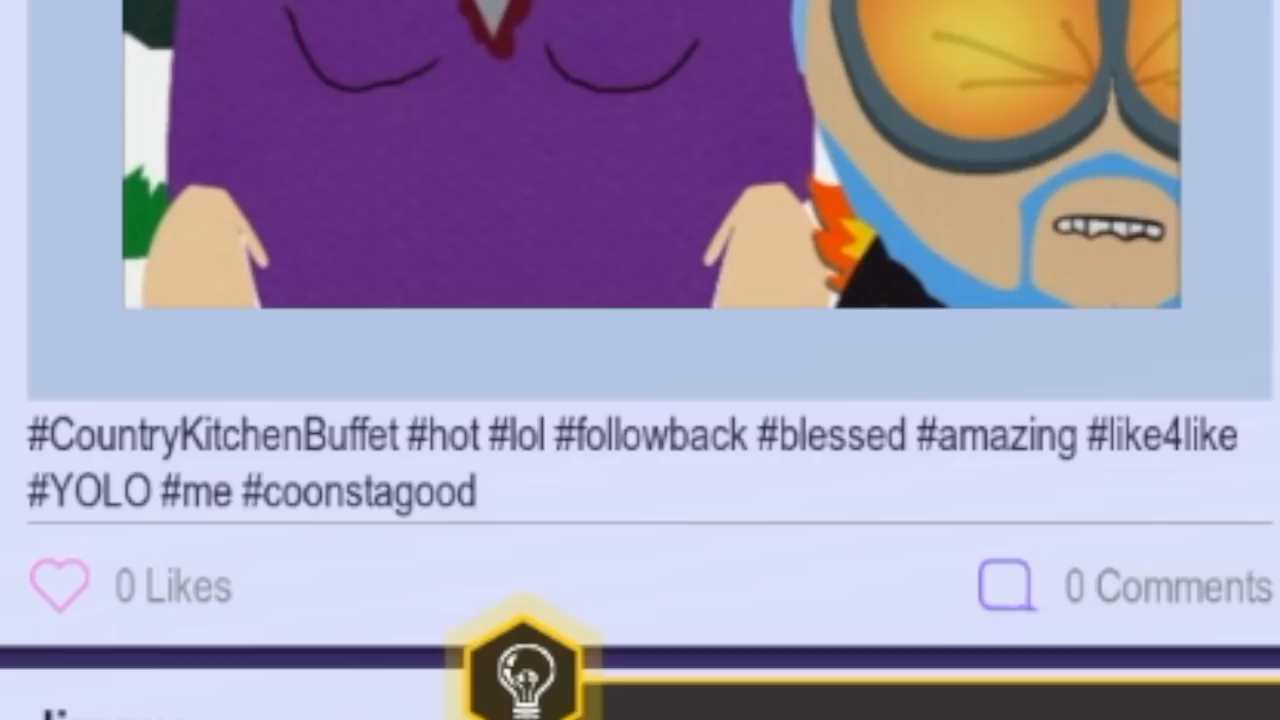 #CountryKitchenBuffet #hot #lol #followback #blessed #amazing #like4like
#YOLO #me #coonstagood
0 Likes
0 Comments